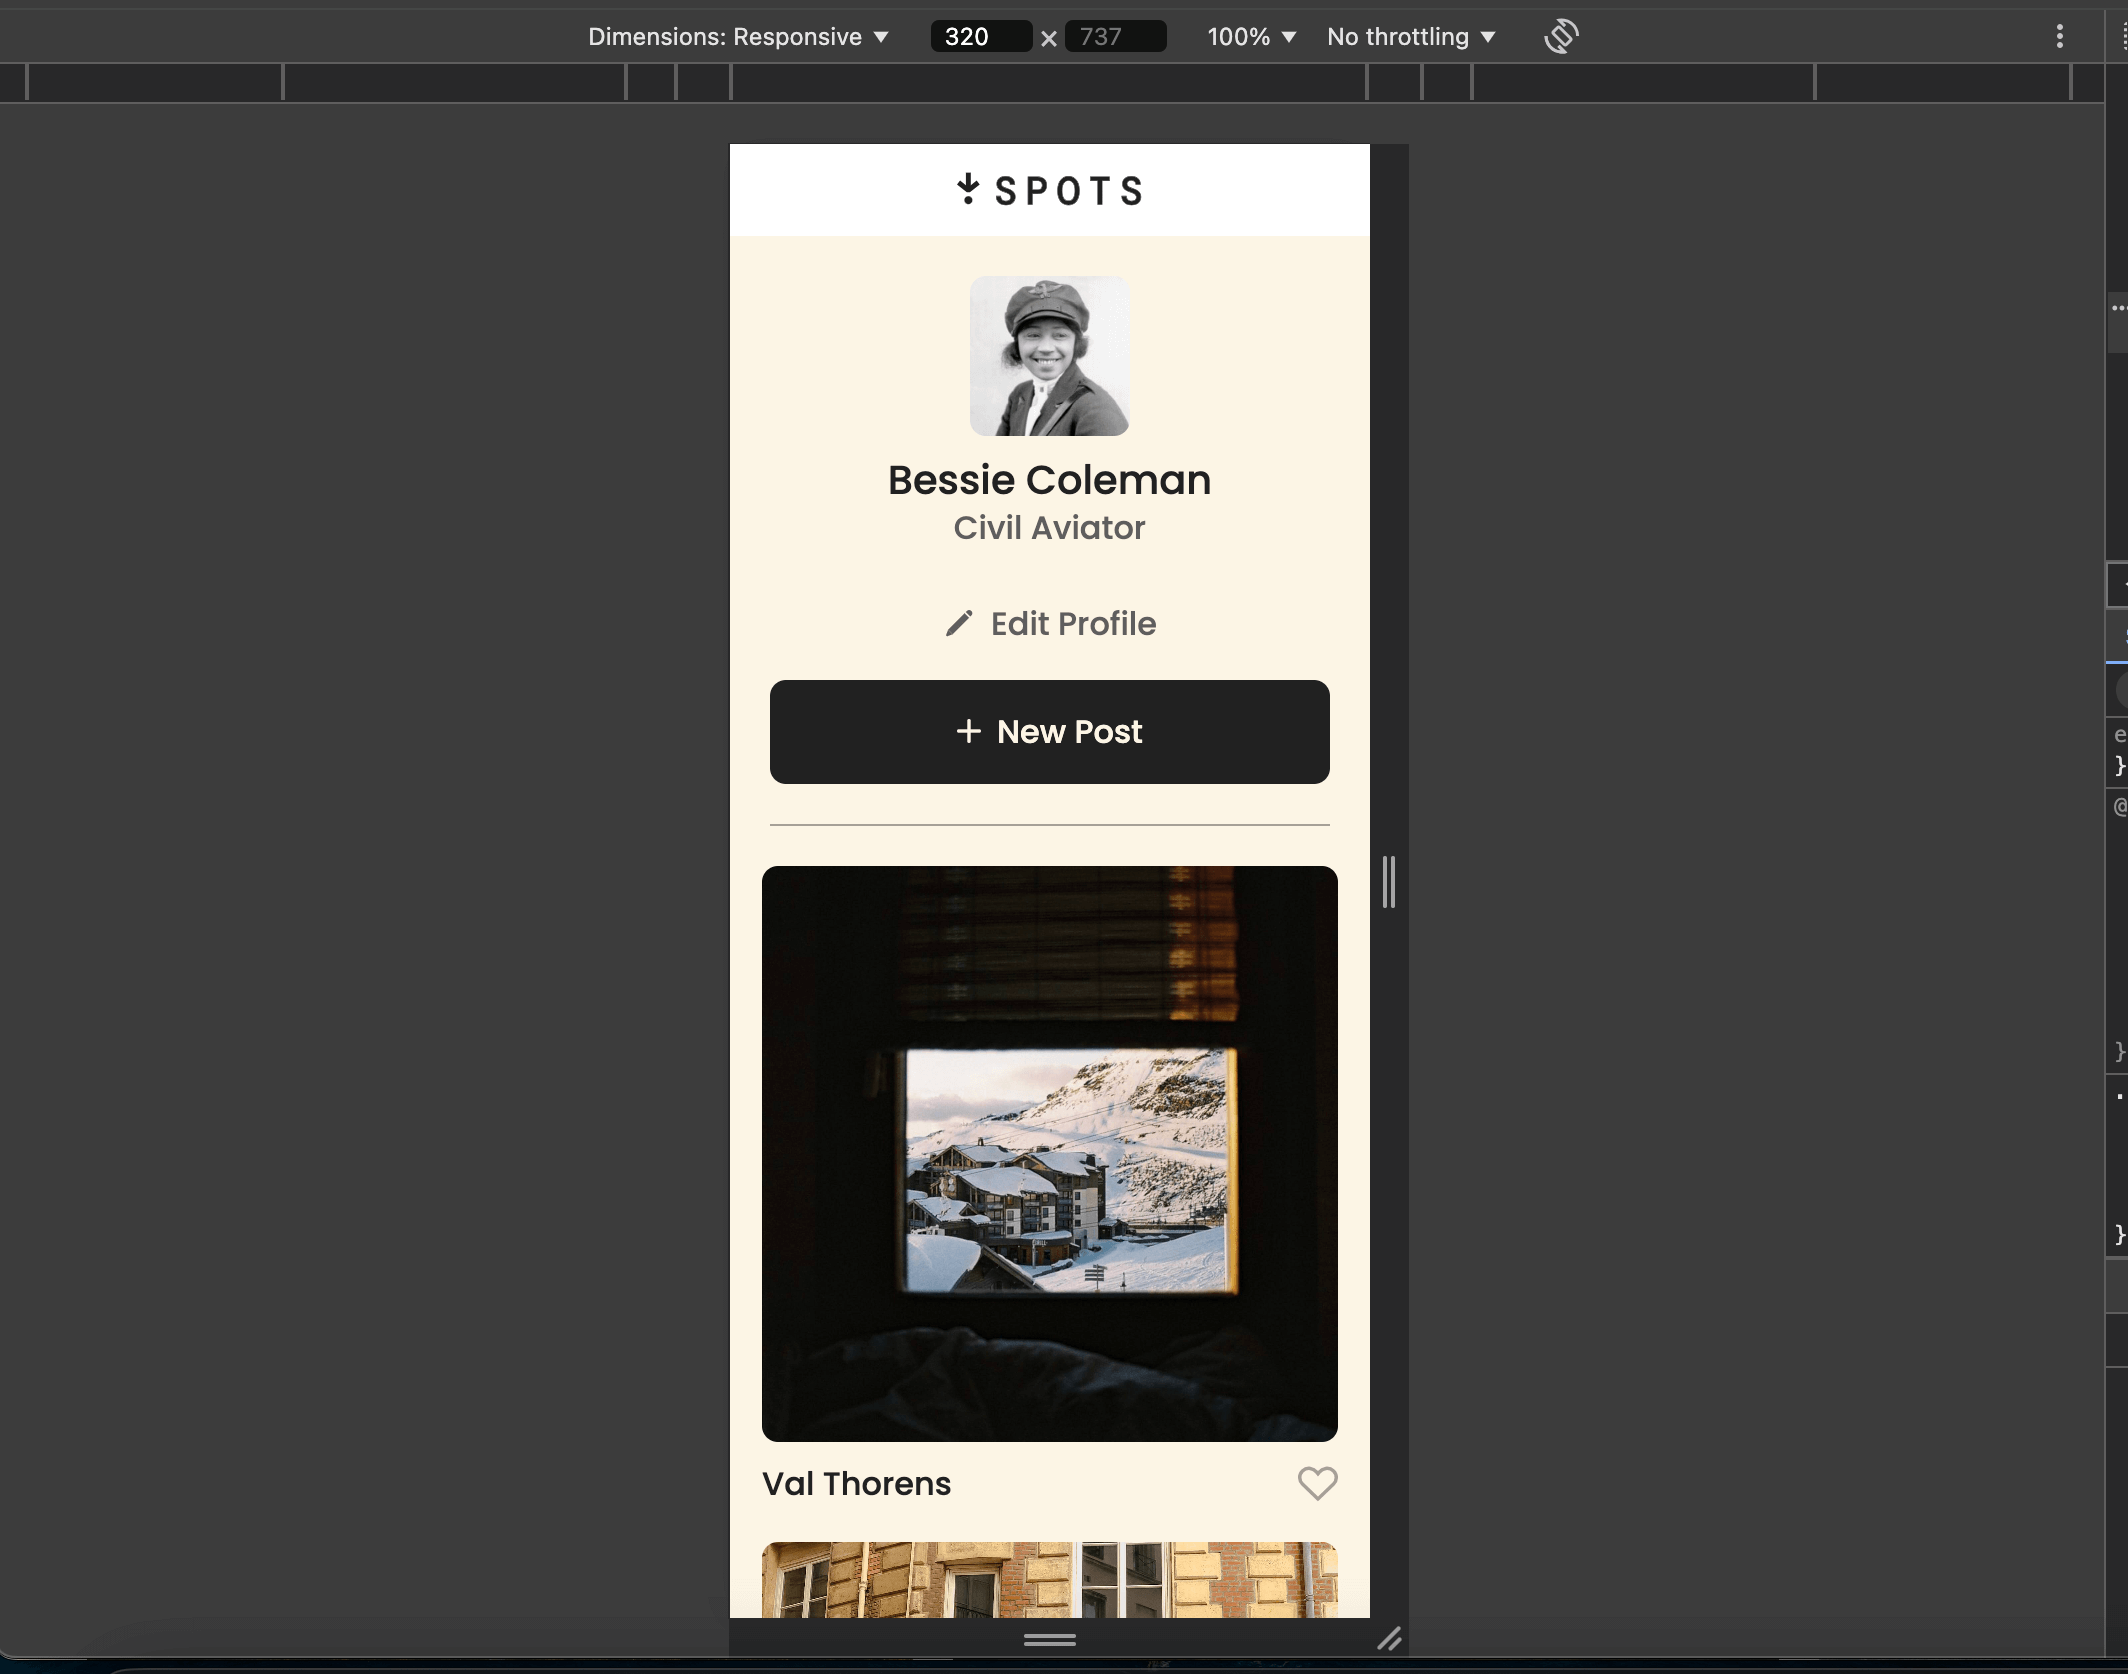 Dimensions: Responsive ▼ 320 × 737 100% ▼ No throttling ▼
SPOTS
Bessie Coleman
Civil Aviator
Edit Profile
+ New Post
Val Thorens
e
}
@
}
.
}